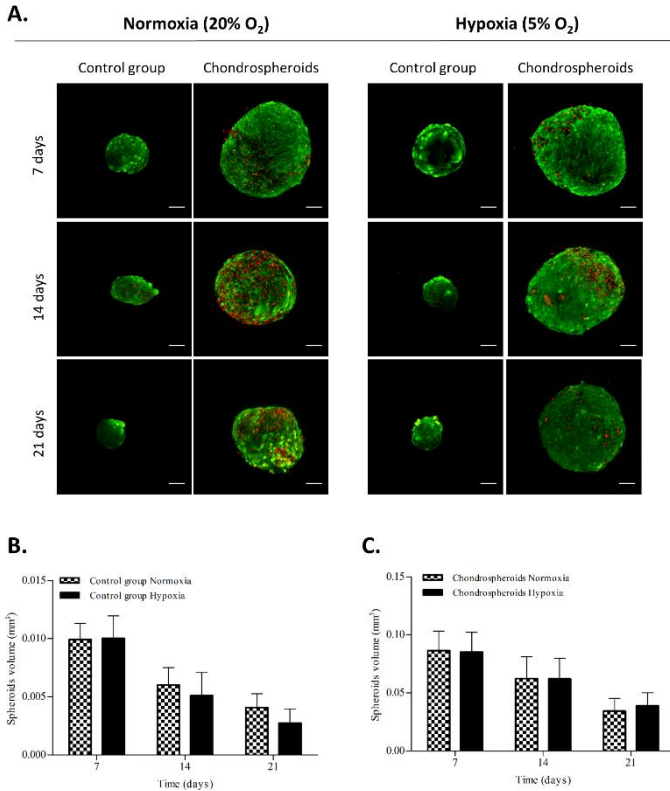 A.
Normoxia (20% O₂) Hypoxia (5% O₂)
Control group Chondrospheroids Control group Chondrospheroids
7 days
14 days
21 days
B.
Control group Normoxia
Control group Hypoxia
Spheroids volume (mm³)
0.015
0.010
0.005
0.000
7 14 21
Time (days)
C.
Chondrospheroids Normoxia
Chondrospheroids Hypoxia
Spheroids volume (mm³)
0.15
0.10
0.05
0.00
7 14 21
Time (days)